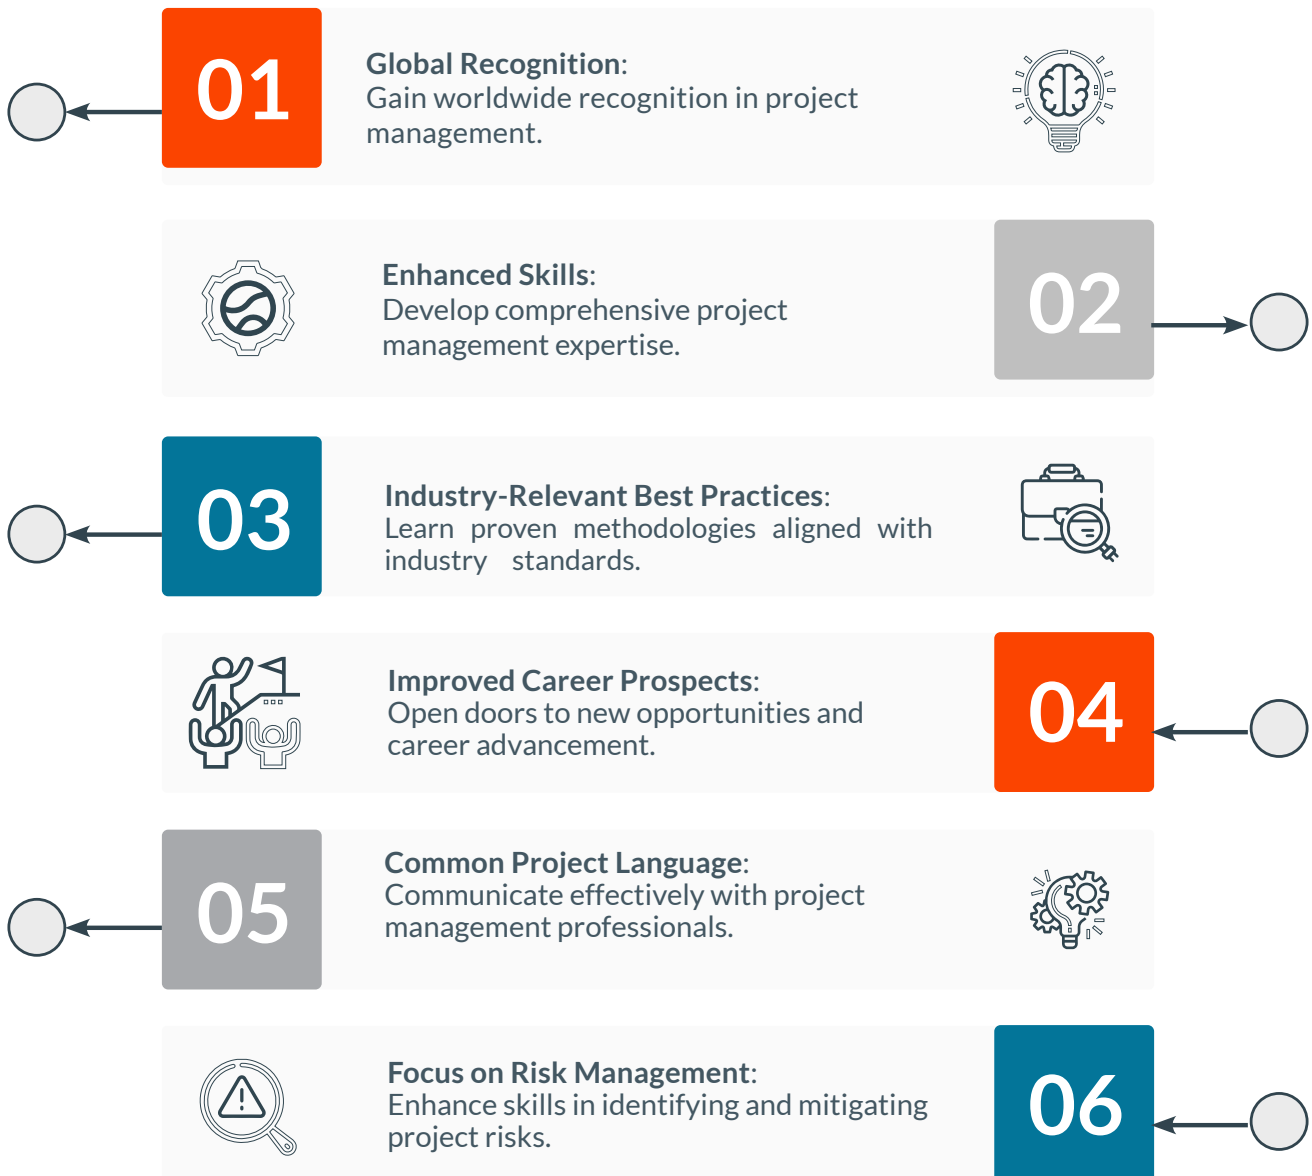 01
Global Recognition:
Gain worldwide recognition in project
management.
Enhanced Skills:
Develop comprehensive project
management expertise.
02
03
Industry-Relevant Best Practices:
Learn proven methodologies aligned with
industry standards.
Improved Career Prospects:
Open doors to new opportunities and
career advancement.
04
05
Common Project Language:
Communicate effectively with project
management professionals.
Focus on Risk Management:
Enhance skills in identifying and mitigating
project risks.
06